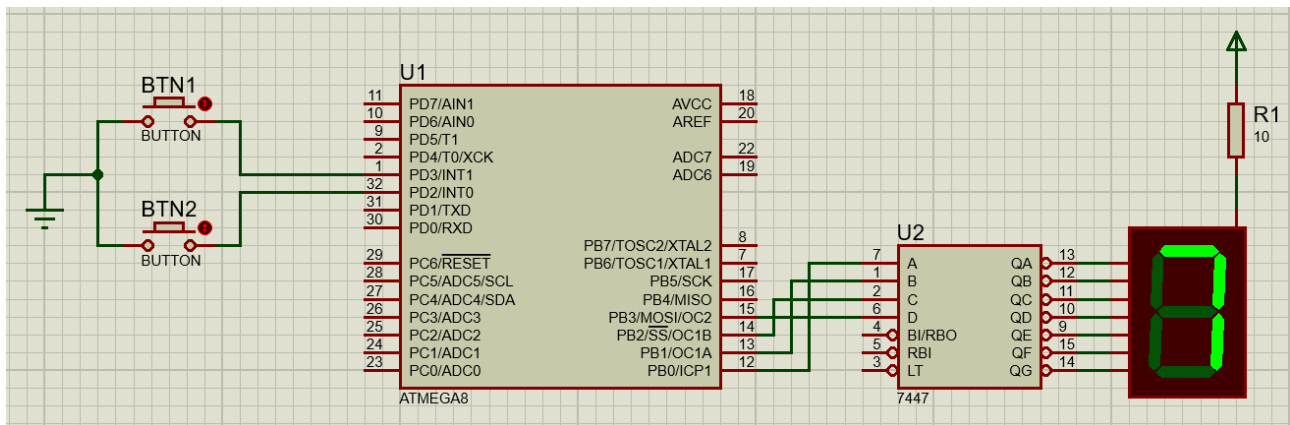 BTN1
BUTTON
BTN2
BUTTON
U1
11 PD7/AIN1
10 PD6/AIN0
9 PD5/T1
2 PD4/T0/XCK
1 PD3/INT1
32 PD2/INT0
31 PD1/TXD
30 PD0/RXD
29 PC6/RESET
28 PC5/ADC5/SCL
27 PC4/ADC4/SDA
26 PC3/ADC3
25 PC2/ADC2
24 PC1/ADC1
23 PC0/ADC0
AVCC 18
AREF 20
ADC7 22
ADC6 19
PB7/TOSC2/XTAL2 8
PB6/TOSC1/XTAL1 7
PB5/SCK 17
PB4/MISO 16
PB3/MOSI/OC2 15
PB2/SS/OC1B 14
PB1/OC1A 13
PB0/ICP1 12
ATMEGA8
U2
7 A QA 13
1 B QB 12
2 C QC 11
6 D QD 10
4 BI/RBO QE 9
5 RBI QF 15
3 LT QG 14
7447
R1
10
7